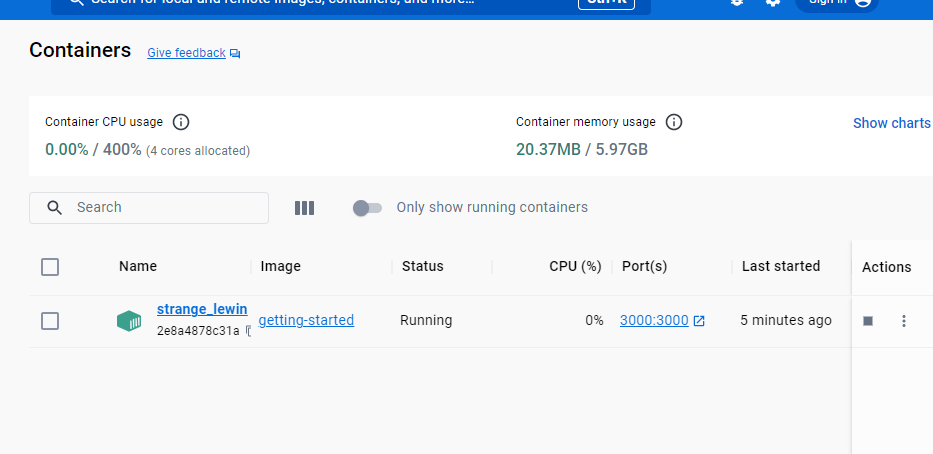 Search for local and remote images, containers, and more... Ctrl+K Sign in
Containers Give feedback
Container CPU usage
0.00% / 400% (4 cores allocated)
Container memory usage
20.37MB / 5.97GB
Show charts
Search
Only show running containers
Name Image Status CPU (%) Port(s) Last started Actions
strange_lewin
2e8a4878c31a
getting-started Running 0% 3000:3000 5 minutes ago